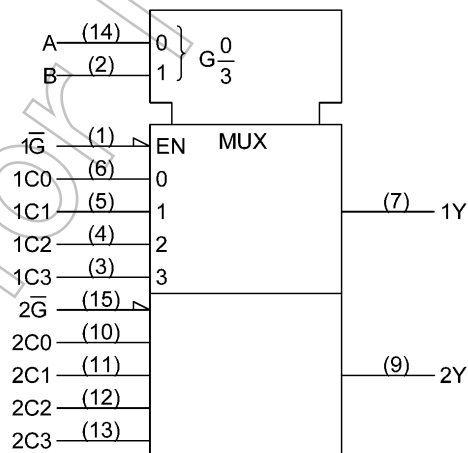 A (14) 0 } G 0/3
B (2) 1
1G̅ (1) EN MUX
1C0 (6) 0
1C1 (5) 1 (7) 1Y
1C2 (4) 2
1C3 (3) 3
2G̅ (15)
2C0 (10)
2C1 (11) (9) 2Y
2C2 (12)
2C3 (13)